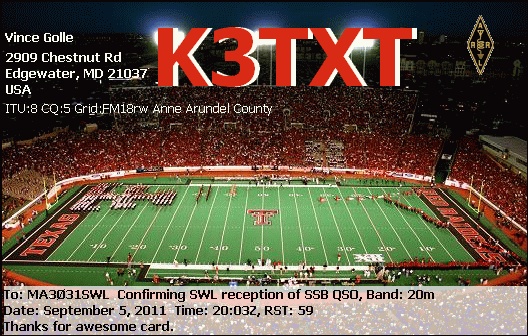 K3TXT
Vince Golle
2909 Chestnut Rd
Edgewater, MD 21037
USA
ITU:8 CQ:5 Grid:FM18rw Anne Arundel County
TEXAS
To: MA3031SWL Confirming SWL reception of SSB QSO, Band: 20m
Date: September 5, 2011 Time: 20:03Z, RST: 59
Thanks for awesome card.